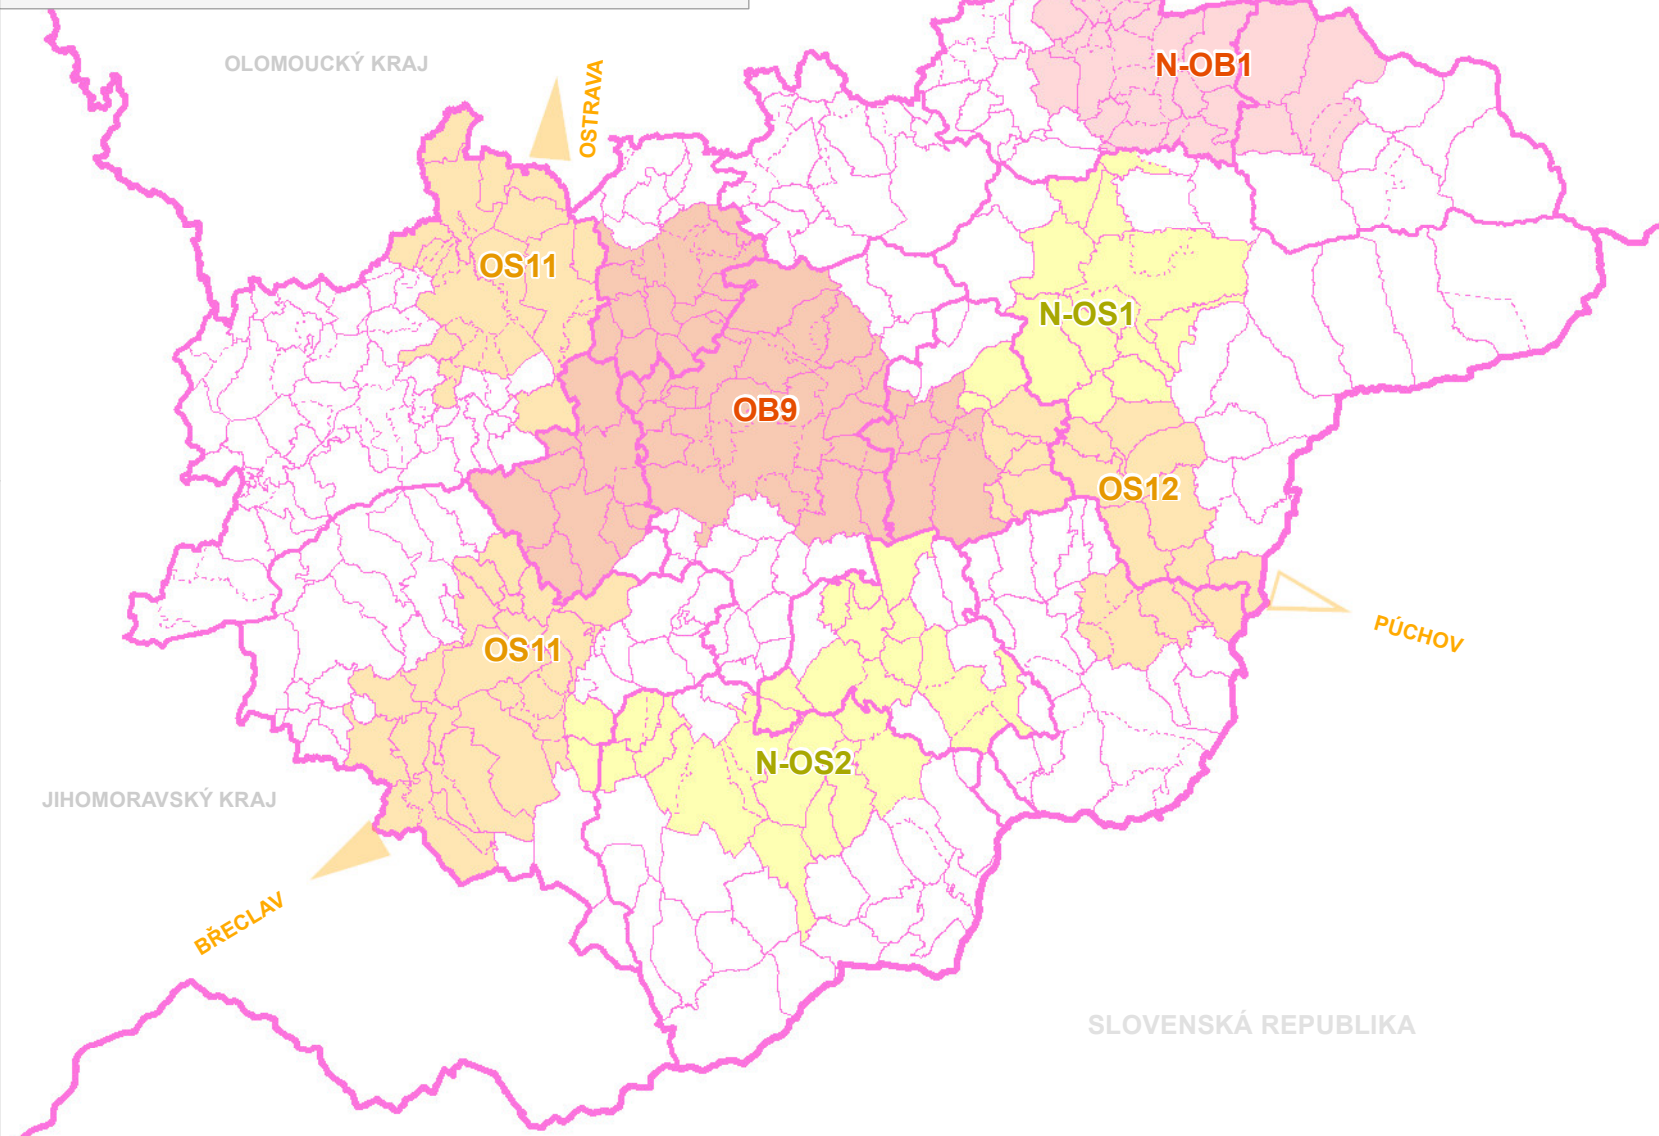 OLOMOUCKÝ KRAJ
OSTRAVA
N-OB1
OS11
N-OS1
OB9
OS12
PÚCHOV
OS11
N-OS2
JIHOMORAVSKÝ KRAJ
BŘECLAV
SLOVENSKÁ REPUBLIKA